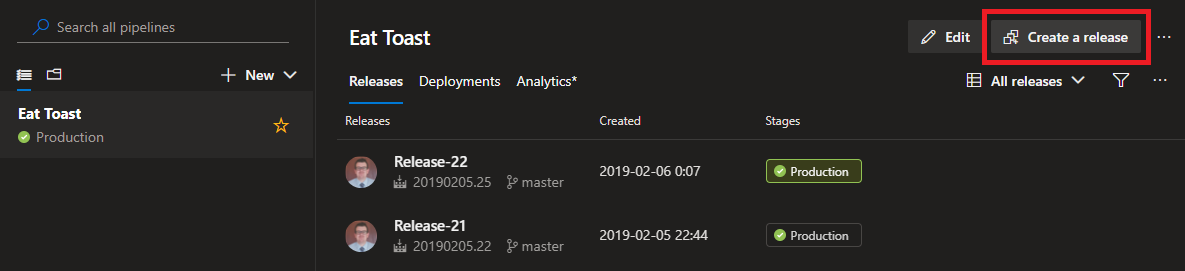 Search all pipelines
New
Eat Toast
Production
Eat Toast
Edit
Create a release
Releases Deployments Analytics*
All releases
Releases Created Stages
Release-22
20190205.25 master
2019-02-06 0:07
Production
Release-21
20190205.22 master
2019-02-05 22:44
Production